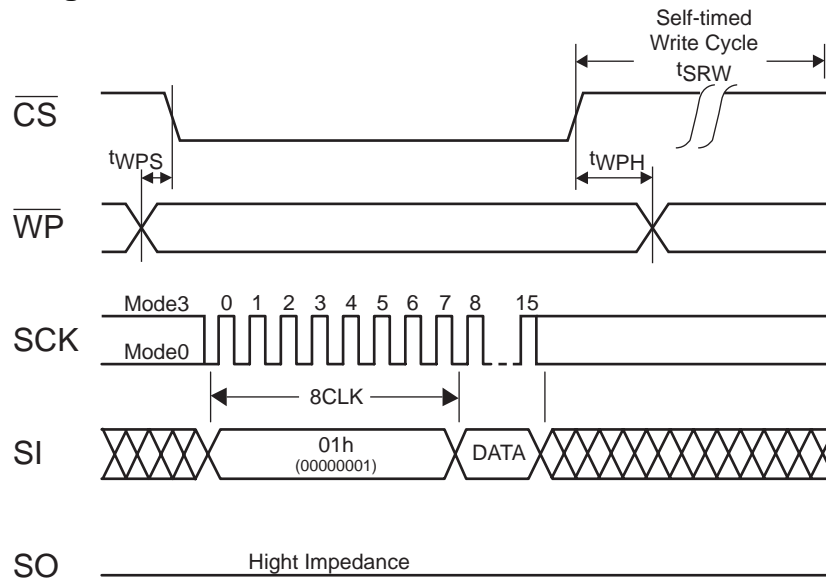 Self-timed
Write Cycle
tSRW
CS
tWPS
tWPH
WP
Mode3 0 1 2 3 4 5 6 7 8 15
SCK
Mode0
8CLK
SI
01h
(00000001)
DATA
SO
Hight Impedance